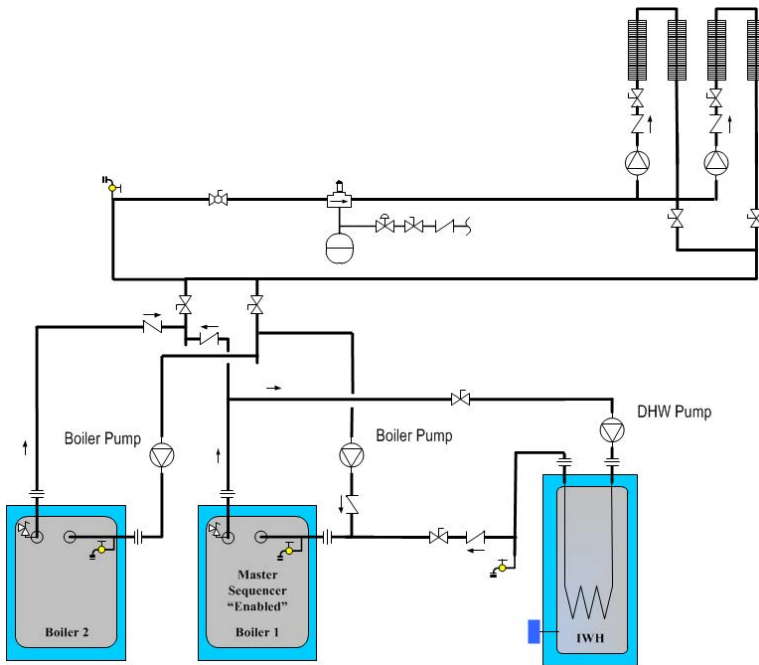 DHW Pump
Boiler Pump
Boiler Pump
Master
Sequencer
“Enabled”
Boiler 2
Boiler 1
IWH